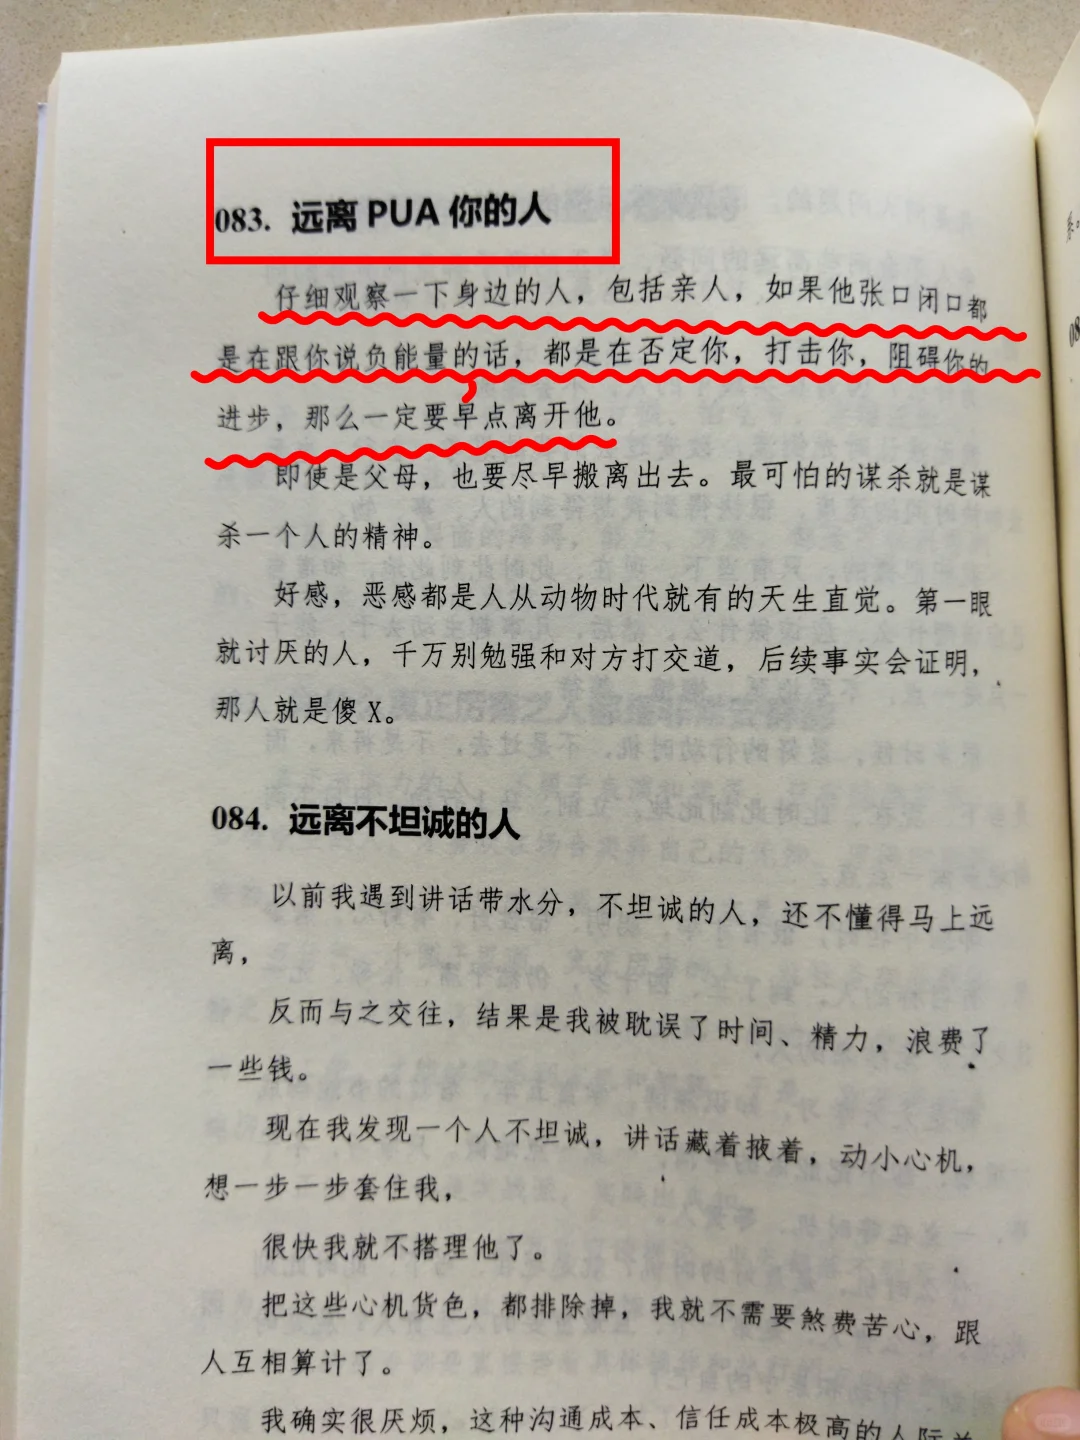 083. 远离 PUA 你的人
仔细观察一下身边的人，包括亲人，如果他张口闭口都
是在跟你说负能量的话，都是在否定你，打击你，阻碍你的
进步，那么一定要早点离开他。
即使是父母，也要尽早搬离出去。最可怕的谋杀就是谋
杀一个人的精神。
好感，恶感都是人从动物时代就有的天生直觉。第一眼
就讨厌的人，千万别勉强和对方打交道，后续事实会证明，
那人就是傻 X。
084. 远离不坦诚的人
以前我遇到讲话带水分，不坦诚的人，还不懂得马上远
离，
反而与之交往，结果是我被耽误了时间、精力，浪费了
一些钱。
现在我发现一个人不坦诚，讲话藏着掖着，动小心机，
想一步一步套住我，
很快我就不搭理他了。
把这些心机货色，都排除掉，我就不需要煞费苦心，跟
人互相算计了。
我确实很厌烦，这种沟通成本、信任成本极高的人际关